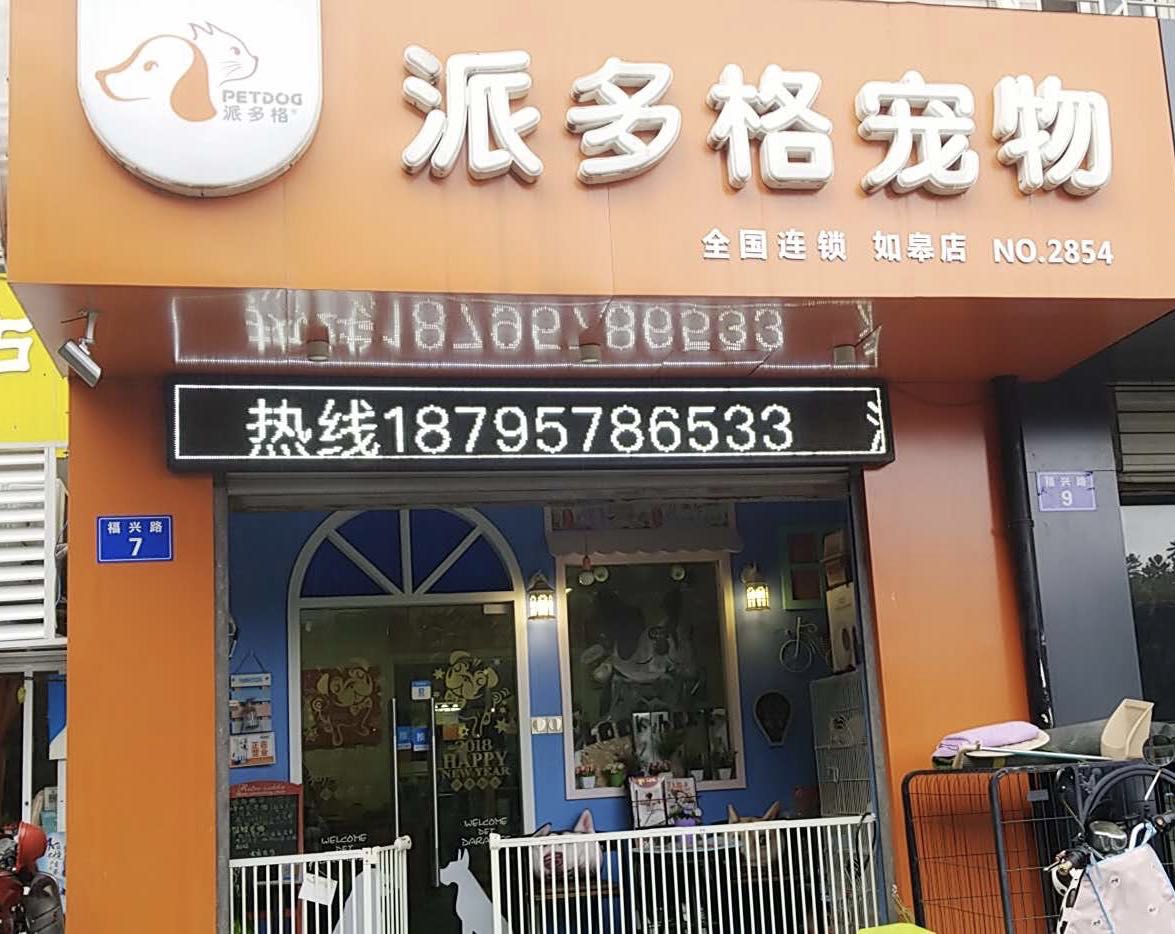 PETDOG
派多格®
派多格宠物
全国连锁 如皋店 NO.2854
热线18795786533
福兴路
7
福兴路
9
2018
HAPPY
NEW YEAR
WELCOME
WELCOME